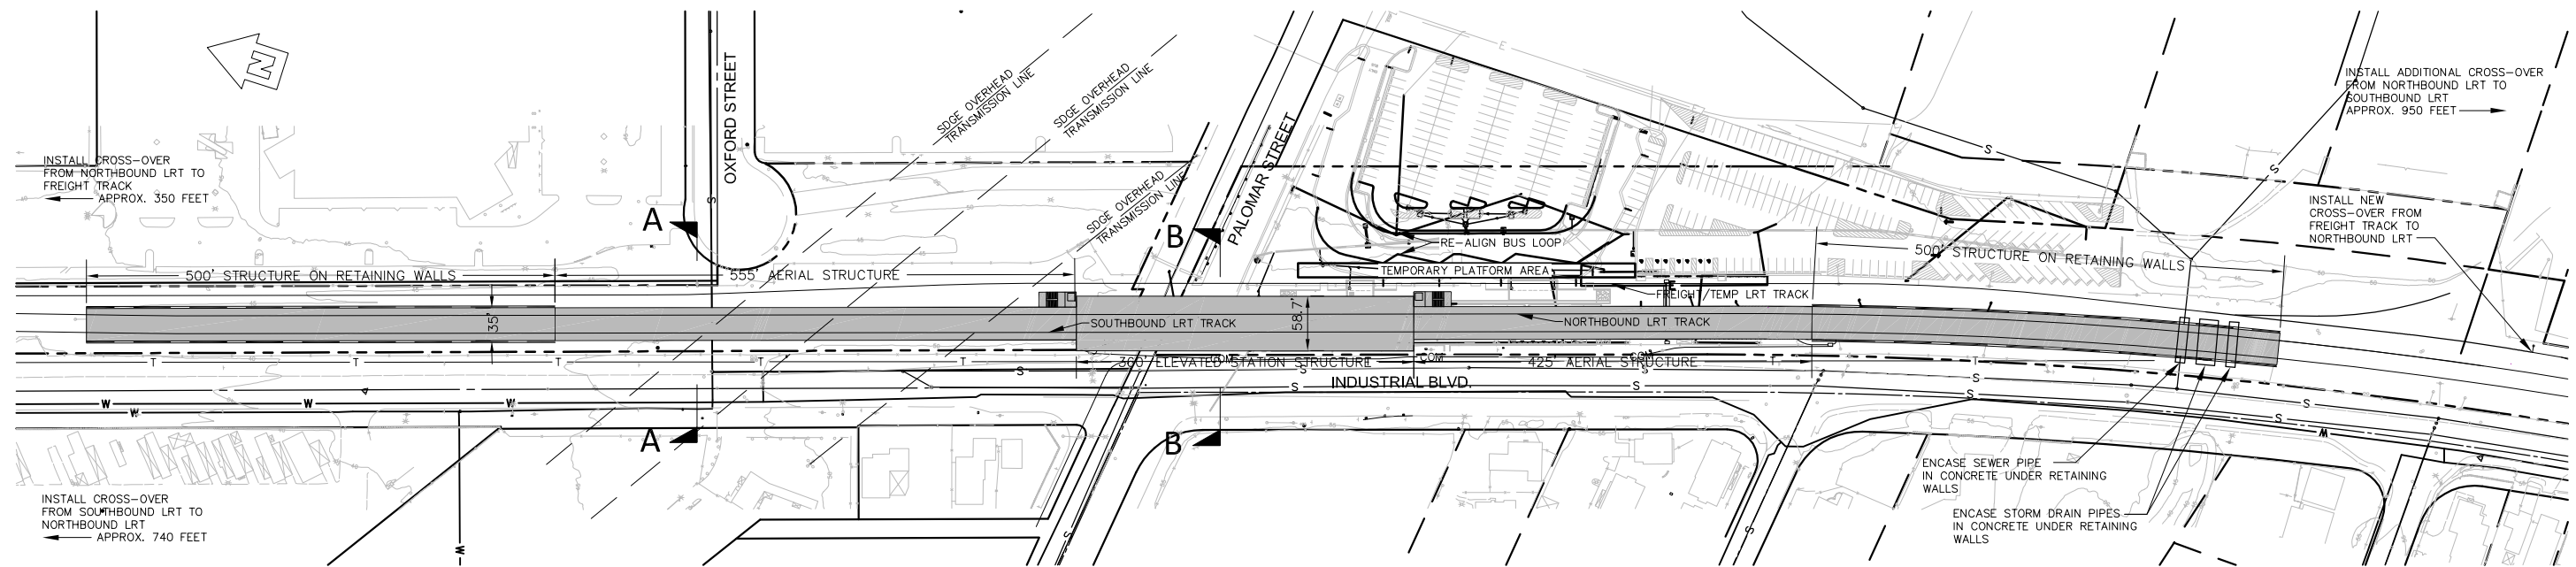 N
OXFORD STREET
SDGE OVERHEAD
TRANSMISSION LINE
SDGE OVERHEAD
TRANSMISSION LINE
SDGE OVERHEAD
TRANSMISSION LINE
PALOMAR STREET
E
INSTALL ADDITIONAL CROSS-OVER
FROM NORTHBOUND LRT TO
SOUTHBOUND LRT
APPROX. 950 FEET
INSTALL CROSS-OVER
FROM NORTHBOUND LRT TO
FREIGHT TRACK
APPROX. 350 FEET
S
S
S
INSTALL NEW
CROSS-OVER FROM
FREIGHT TRACK TO
NORTHBOUND LRT
A
B
RE-ALIGN BUS LOOP
500' STRUCTURE ON RETAINING WALLS
555' AERIAL STRUCTURE
TEMPORARY PLATFORM AREA
500' STRUCTURE ON RETAINING WALLS
FREIGHT/TEMP LRT TRACK
35'
SOUTHBOUND LRT TRACK
58.7'
NORTHBOUND LRT TRACK
T T T T T T T
300' ELEVATED STATION STRUCTURE
COM COM COM
425' AERIAL STRUCTURE
S S S S S
INDUSTRIAL BLVD.
S S S S
W W W
W W
A
B
W
ENCASE SEWER PIPE
IN CONCRETE UNDER RETAINING
WALLS
INSTALL CROSS-OVER
FROM SOUTHBOUND LRT TO
NORTHBOUND LRT
APPROX. 740 FEET
ENCASE STORM DRAIN PIPES
IN CONCRETE UNDER RETAINING
WALLS
W
S
S